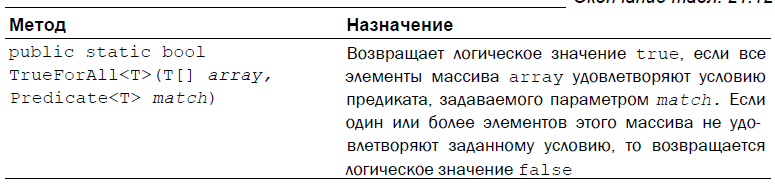 Окончание табл. 21.12
Метод Назначение
public static bool Возвращает логическое значение true, если все
TrueForAll<T>(T[] array, элементы массива array удовлетворяют условию
Predicate<T> match) предиката, задаваемого параметром match. Если
один или более элементов этого массива не удо-
влетворяют заданному условию, то возвращается
логическое значение false